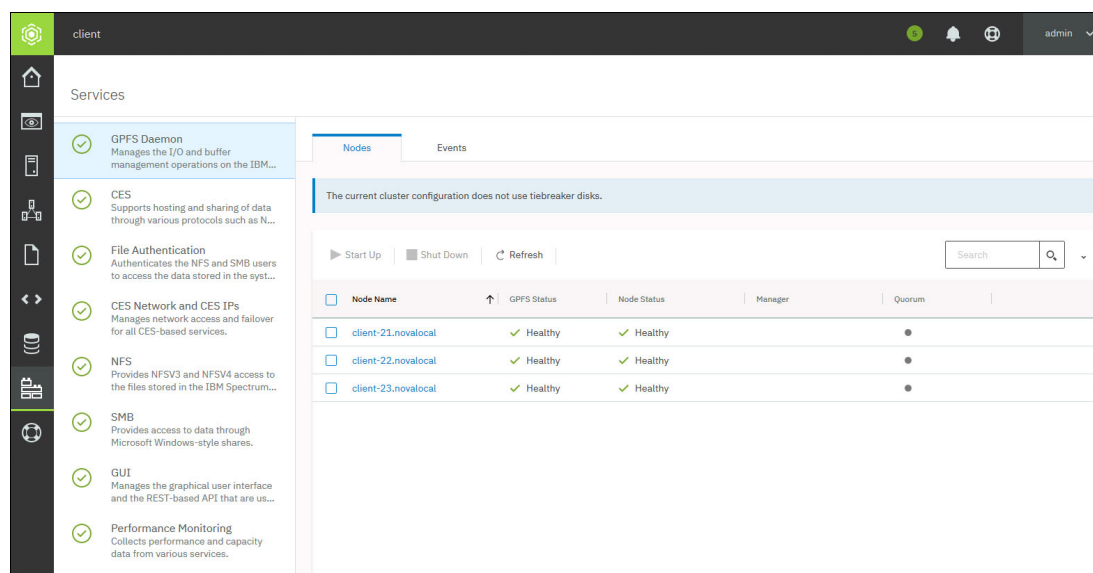 client
S
admin
Services
GPFS Daemon
Manages the I/O and buffer
management operations on the IBM...
CES
Supports hosting and sharing of data
through various protocols such as N...
File Authentication
Authenticates the NFS and SMB users
to access the data stored in the syst...
CES Network and CES IPs
Manages network access and failover
for all CES-based services.
NFS
Provides NFSV3 and NFSV4 access to
the files stored in the IBM Spectrum...
SMB
Provides access to data through
Microsoft Windows-style shares.
GUI
Manages the graphical user interface
and the REST-based API that are us...
Performance Monitoring
Collects performance and capacity
data from various services.
Nodes Events
The current cluster configuration does not use tiebreaker disks.
Start Up Shut Down Refresh Search
Node Name GPFS Status Node Status Manager Quorum
client-21.novalocal Healthy Healthy
client-22.novalocal Healthy Healthy
client-23.novalocal Healthy Healthy